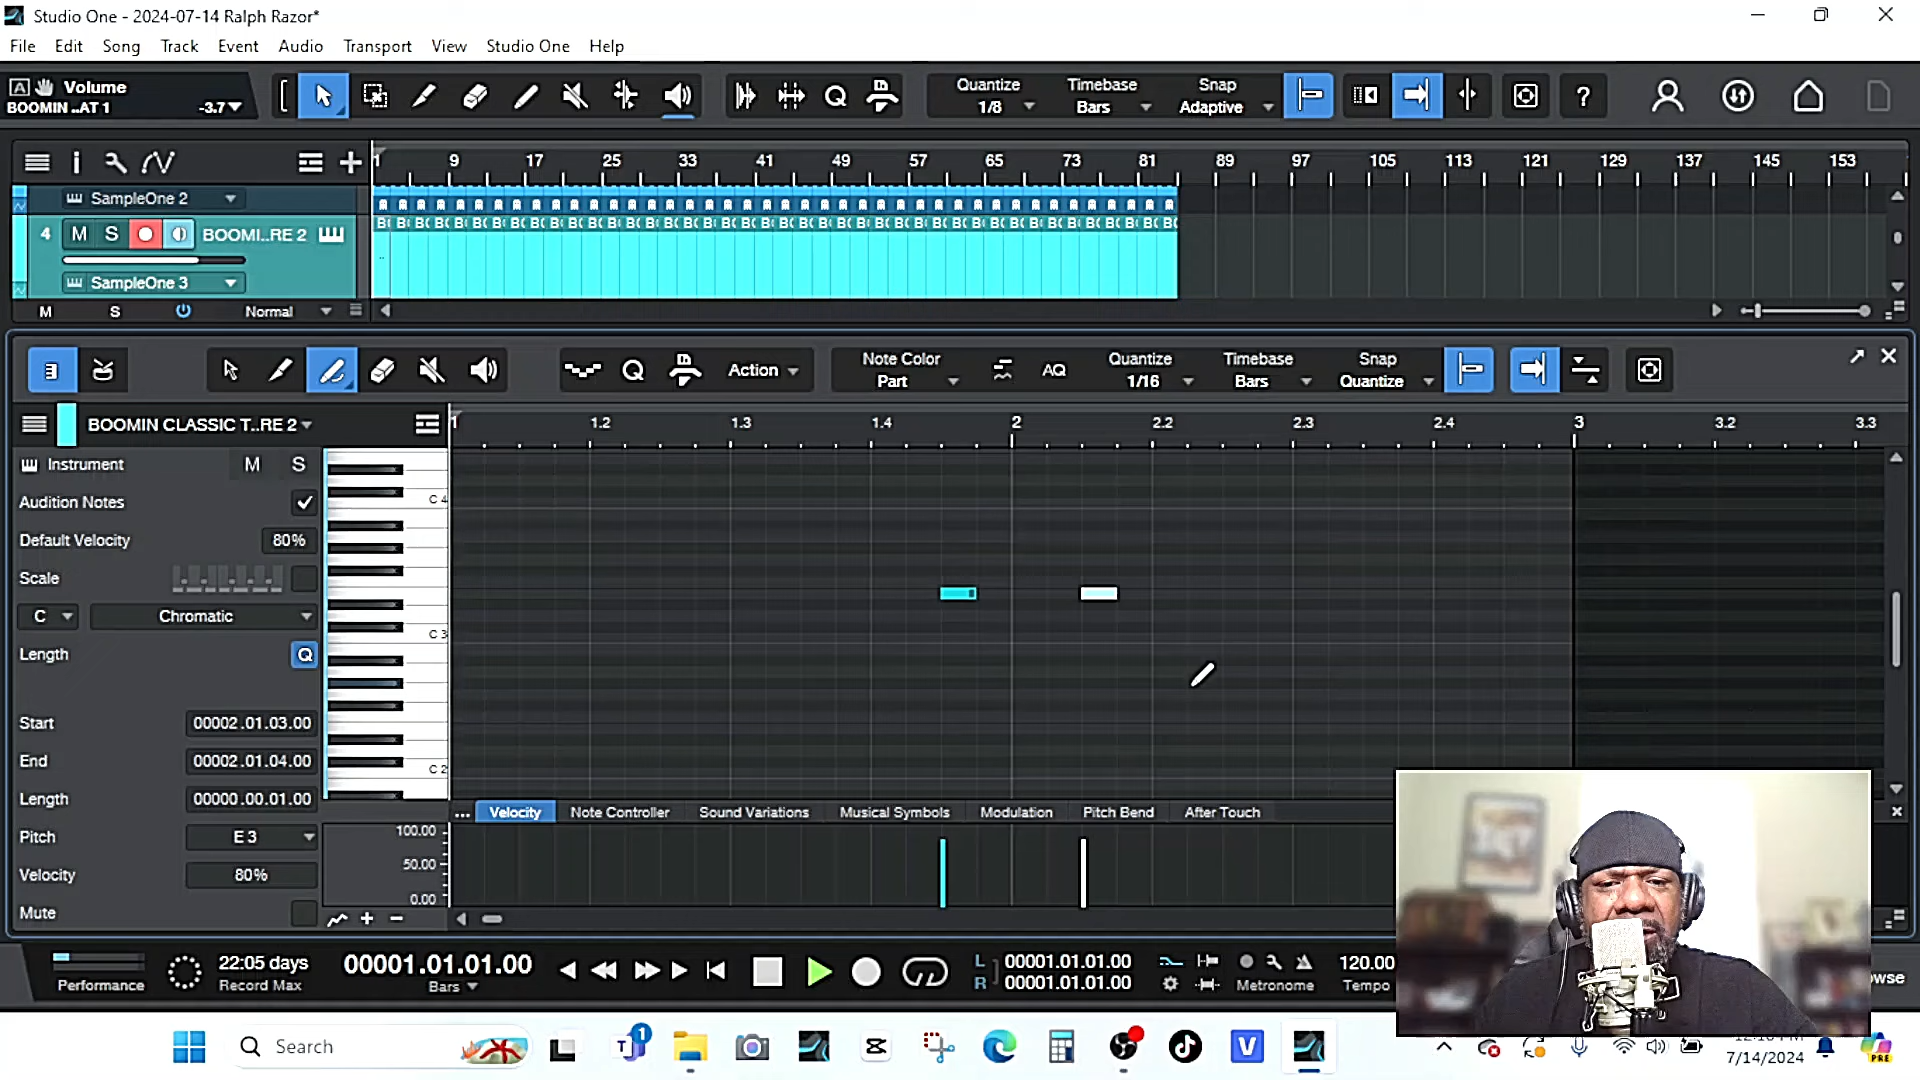 Studio One - 2024-07-14 Ralph Razor*
File Edit Song Track Event Audio Transport View Studio One Help
A Volume
BOOMIN ..AT 1 -3.7
Quantize 1/8
Timebase Bars
Snap Adaptive
?
1 9 17 25 33 41 49 57 65 73 81 89 97 105 113 121 129 137 145 153
SampleOne 2
4 M S BOOMI..RE 2
SampleOne 3
M S Normal
Q Action
Note Color Part
AQ
Quantize 1/16
Timebase Bars
Snap Quantize
BOOMIN CLASSIC T..RE 2
1 1.2 1.3 1.4 2 2.2 2.3 2.4 3 3.2 3.3
Instrument M S
Audition Notes
Default Velocity 80%
Scale
C Chromatic
Length Q
Start 00002.01.03.00
End 00002.01.04.00
Length 00000.00.01.00
Pitch E 3
Velocity 80%
Mute
C 4
C 3
C 2
... Velocity Note Controller Sound Variations Musical Symbols Modulation Pitch Bend After Touch
100.00
50.00
0.00
Performance
22:05 days
Record Max
00001.01.01.00
Bars
L 00001.01.01.00
R 00001.01.01.00
Metronome
120.00
Tempo
Search
1
7/14/2024
PRE